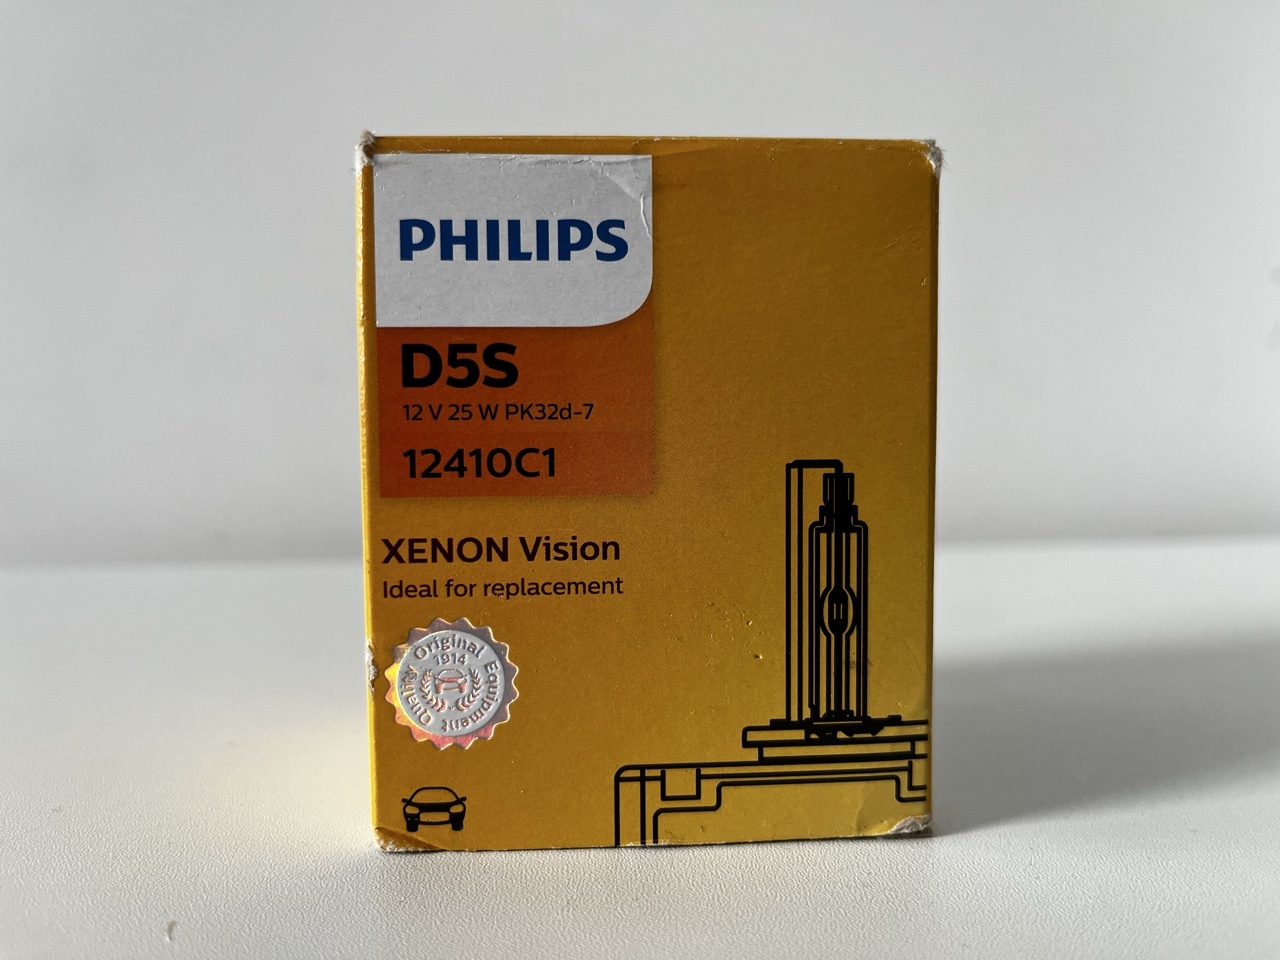 PHILIPS
D5S
12 V 25 W PK32d-7
12410C1
XENON Vision
Ideal for replacement
Original Equipment Quality
1914